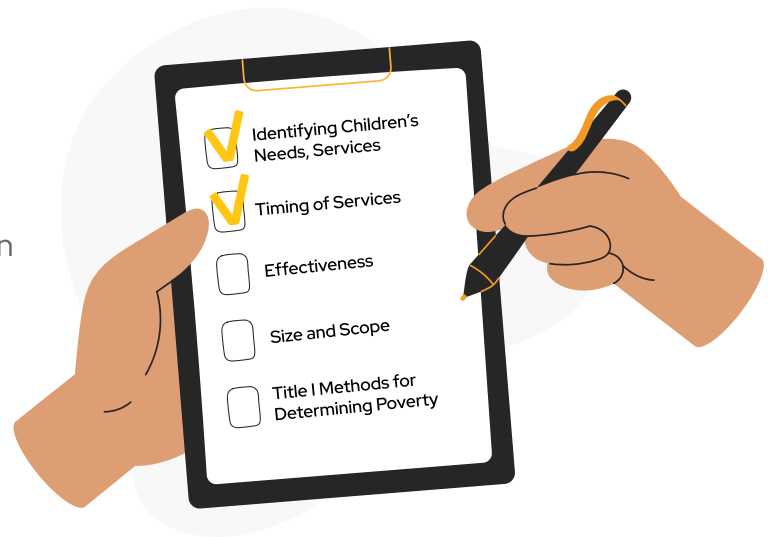 Identifying Children's
Needs, Services
Timing of Services
n
Effectiveness
Size and Scope
Title I Methods for
Determining Poverty